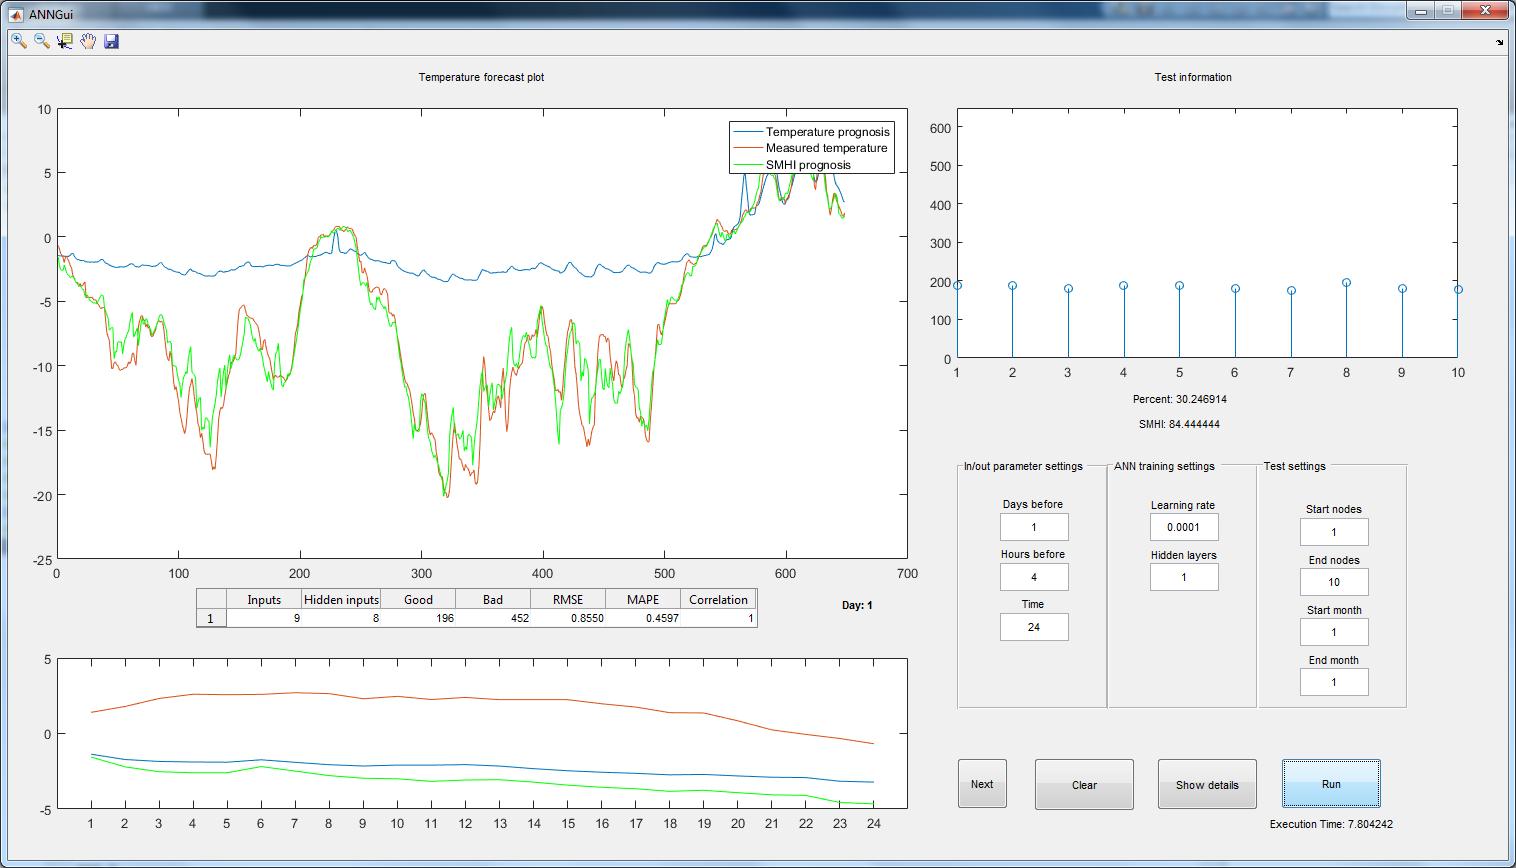 ANNGui
Temperature forecast plot
10
5
0
-5
-10
-15
-20
-25
0 100 200 300 400 500 600 700
Temperature prognosis
Measured temperature
SMHI prognosis
Inputs Hidden inputs Good Bad RMSE MAPE Correlation
1 9 8 196 452 0.8550 0.4597 1
Day: 1
5
0
-5
1 2 3 4 5 6 7 8 9 10 11 12 13 14 15 16 17 18 19 20 21 22 23 24
Test information
600
500
400
300
200
100
0
1 2 3 4 5 6 7 8 9 10
Percent: 30.246914
SMHI: 84.444444
In/out parameter settings
Days before
1
Hours before
4
Time
24
ANN training settings
Learning rate
0.0001
Hidden layers
1
Test settings
Start nodes
1
End nodes
10
Start month
1
End month
1
Next
Clear
Show details
Run
Execution Time: 7.804242